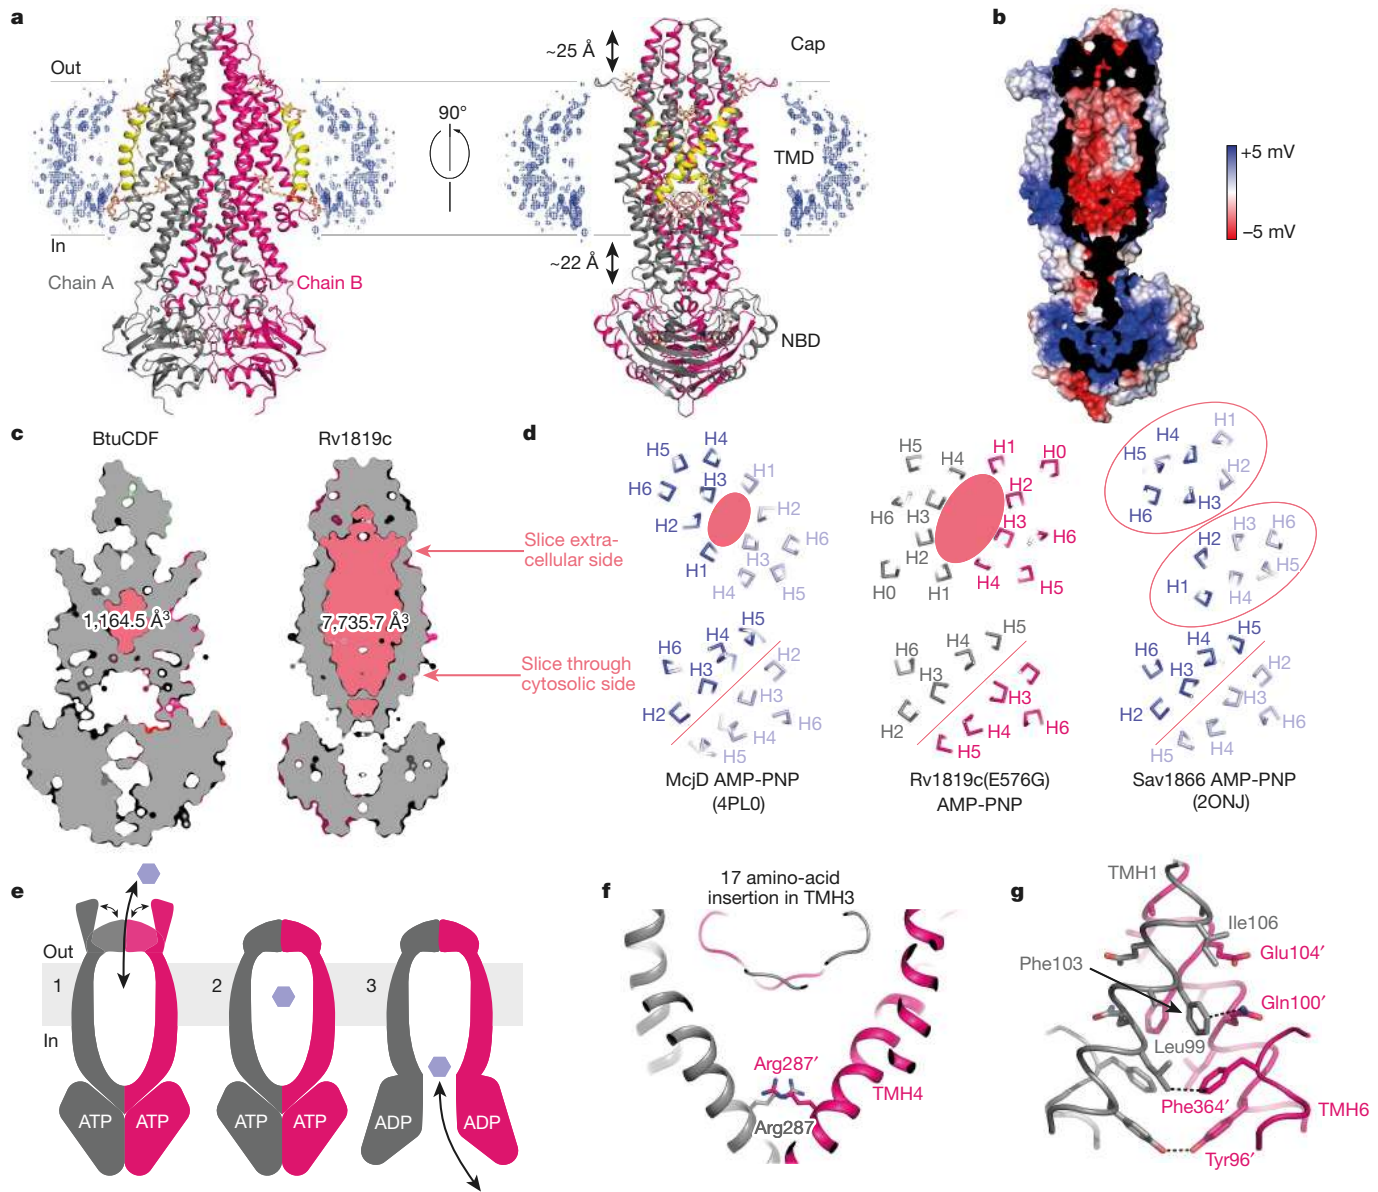 a
Out
In
Chain A
Chain B
90°
~25 Å
~22 Å
Cap
TMD
NBD
b
+5 mV
–5 mV
c
BtuCDF
Rv1819c
1,164.5 Å³
7,735.7 Å³
Slice extra-
cellular side
Slice through
cytosolic side
d
H5
H4
H1
H6
H3
H2
H2
H6
H1
H3
H4
H5
H5
H4
H1
H0
H2
H6
H3
H3
H6
H2
H4
H5
H0
H1
H4
H1
H5
H2
H6
H3
H3
H6
H2
H5
H1
H4
H5
H4
H6
H2
H3
H3
H2
H6
H4
H5
H5
H4
H6
H3
H3
H2
H4
H6
H5
H5
H4
H6
H2
H3
H3
H2
H6
H4
H5
McjD AMP-PNP
(4PL0)
Rv1819c(E576G)
AMP-PNP
Sav1866 AMP-PNP
(2ONJ)
e
Out
1
2
3
In
ATP
ATP
ATP
ATP
ADP
ADP
f
17 amino-acid
insertion in TMH3
Arg287′
TMH4
Arg287
g
TMH1
Ile106
Phe103
Glu104′
Gln100′
Leu99
Phe364′
TMH6
Tyr96′